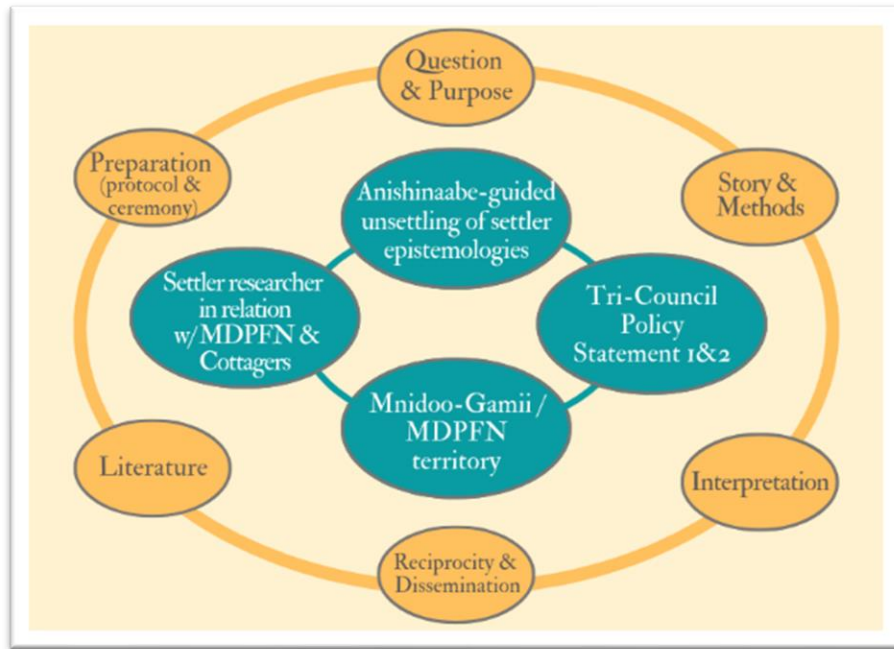 Question
& Purpose
Preparation
(protocol &
ceremony)
Story &
Methods
Anishinaabe-guided
unsettling of settler
epistemologies
Settler researcher
in relation
w/MDPFN &
Cottagers
Tri-Council
Policy
Statement 1&2
Mnidoo-Gamii /
MDPFN
territory
Literature
Interpretation
Reciprocity &
Dissemination